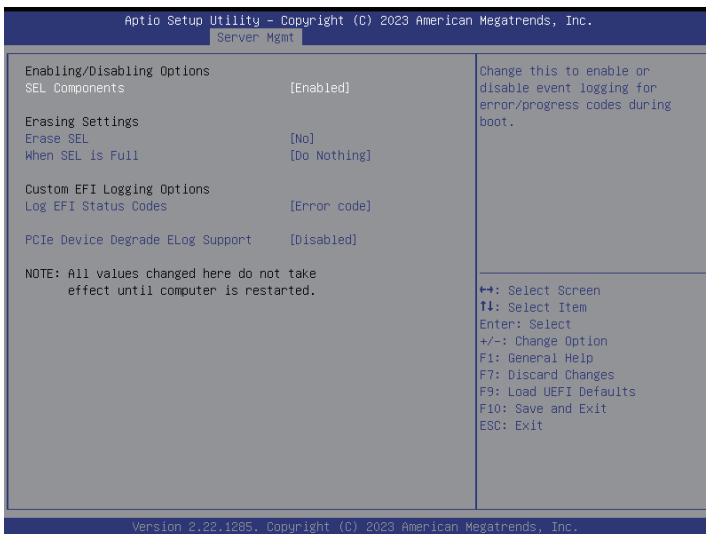 Aptio Setup Utility – Copyright (C) 2023 American Megatrends, Inc.
Server Mgmt
Enabling/Disabling Options
SEL Components [Enabled]
Erasing Settings
Erase SEL [No]
When SEL is Full [Do Nothing]
Custom EFI Logging Options
Log EFI Status Codes [Error code]
PCIe Device Degrade ELog Support [Disabled]
NOTE: All values changed here do not take
effect until computer is restarted.
Change this to enable or
disable event logging for
error/progress codes during
boot.
↔: Select Screen
↑↓: Select Item
Enter: Select
+/-: Change Option
F1: General Help
F7: Discard Changes
F9: Load UEFI Defaults
F10: Save and Exit
ESC: Exit
Version 2.22.1285. Copyright (C) 2023 American Megatrends, Inc.